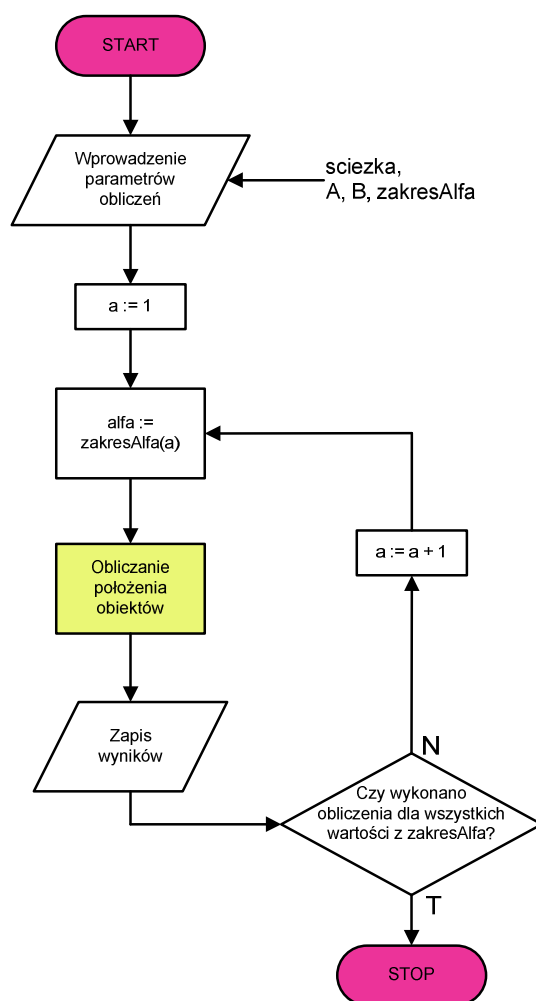 START
Wprowadzenie
parametrów
obliczeń
sciezka,
A, B, zakresAlfa
a := 1
alfa :=
zakresAlfa(a)
a := a + 1
Obliczanie
położenia
obiektów
Zapis
wyników
N
Czy wykonano
obliczenia dla wszystkich
wartości z zakresAlfa?
T
STOP